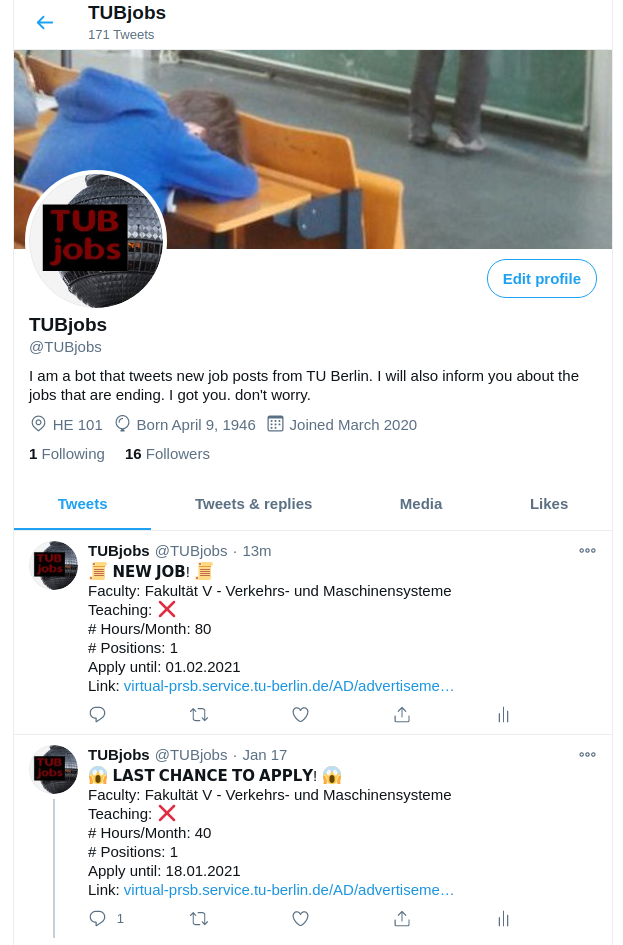 TUBjobs
171 Tweets
TUB
jobs
Edit profile
TUBjobs
@TUBjobs
I am a bot that tweets new job posts from TU Berlin. I will also inform you about the
jobs that are ending. I got you. don't worry.
HE 101 Born April 9, 1946 Joined March 2020
1 Following 16 Followers
Tweets Tweets & replies Media Likes
TUB
jobs
TUBjobs @TUBjobs · 13m
📜 NEW JOB! 📜
Faculty: Fakultät V - Verkehrs- und Maschinensysteme
Teaching: ❌
# Hours/Month: 80
# Positions: 1
Apply until: 01.02.2021
Link: virtual-prsb.service.tu-berlin.de/AD/advertiseme…
TUB
jobs
TUBjobs @TUBjobs · Jan 17
😱 LAST CHANCE TO APPLY! 😱
Faculty: Fakultät V - Verkehrs- und Maschinensysteme
Teaching: ❌
# Hours/Month: 40
# Positions: 1
Apply until: 18.01.2021
Link: virtual-prsb.service.tu-berlin.de/AD/advertiseme…
1